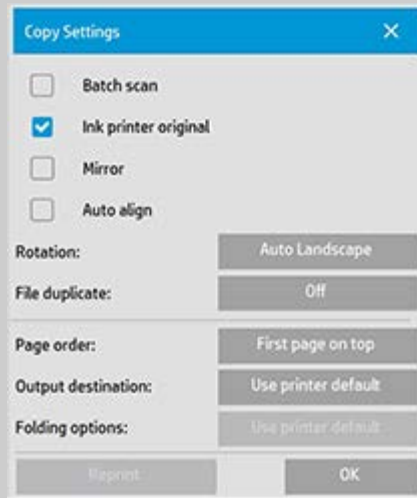 Copy Settings
Batch scan
Ink printer original
Mirror
Auto align
Rotation: Auto Landscape
File duplicate: Off
Page order: First page on top
Output destination: Use printer default
Folding options: Use printer default
Reprint OK